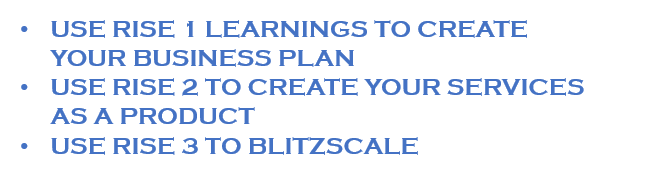 • USE RISE 1 LEARNINGS TO CREATE
YOUR BUSINESS PLAN
• USE RISE 2 TO CREATE YOUR SERVICES
AS A PRODUCT
• USE RISE 3 TO BLITZSCALE